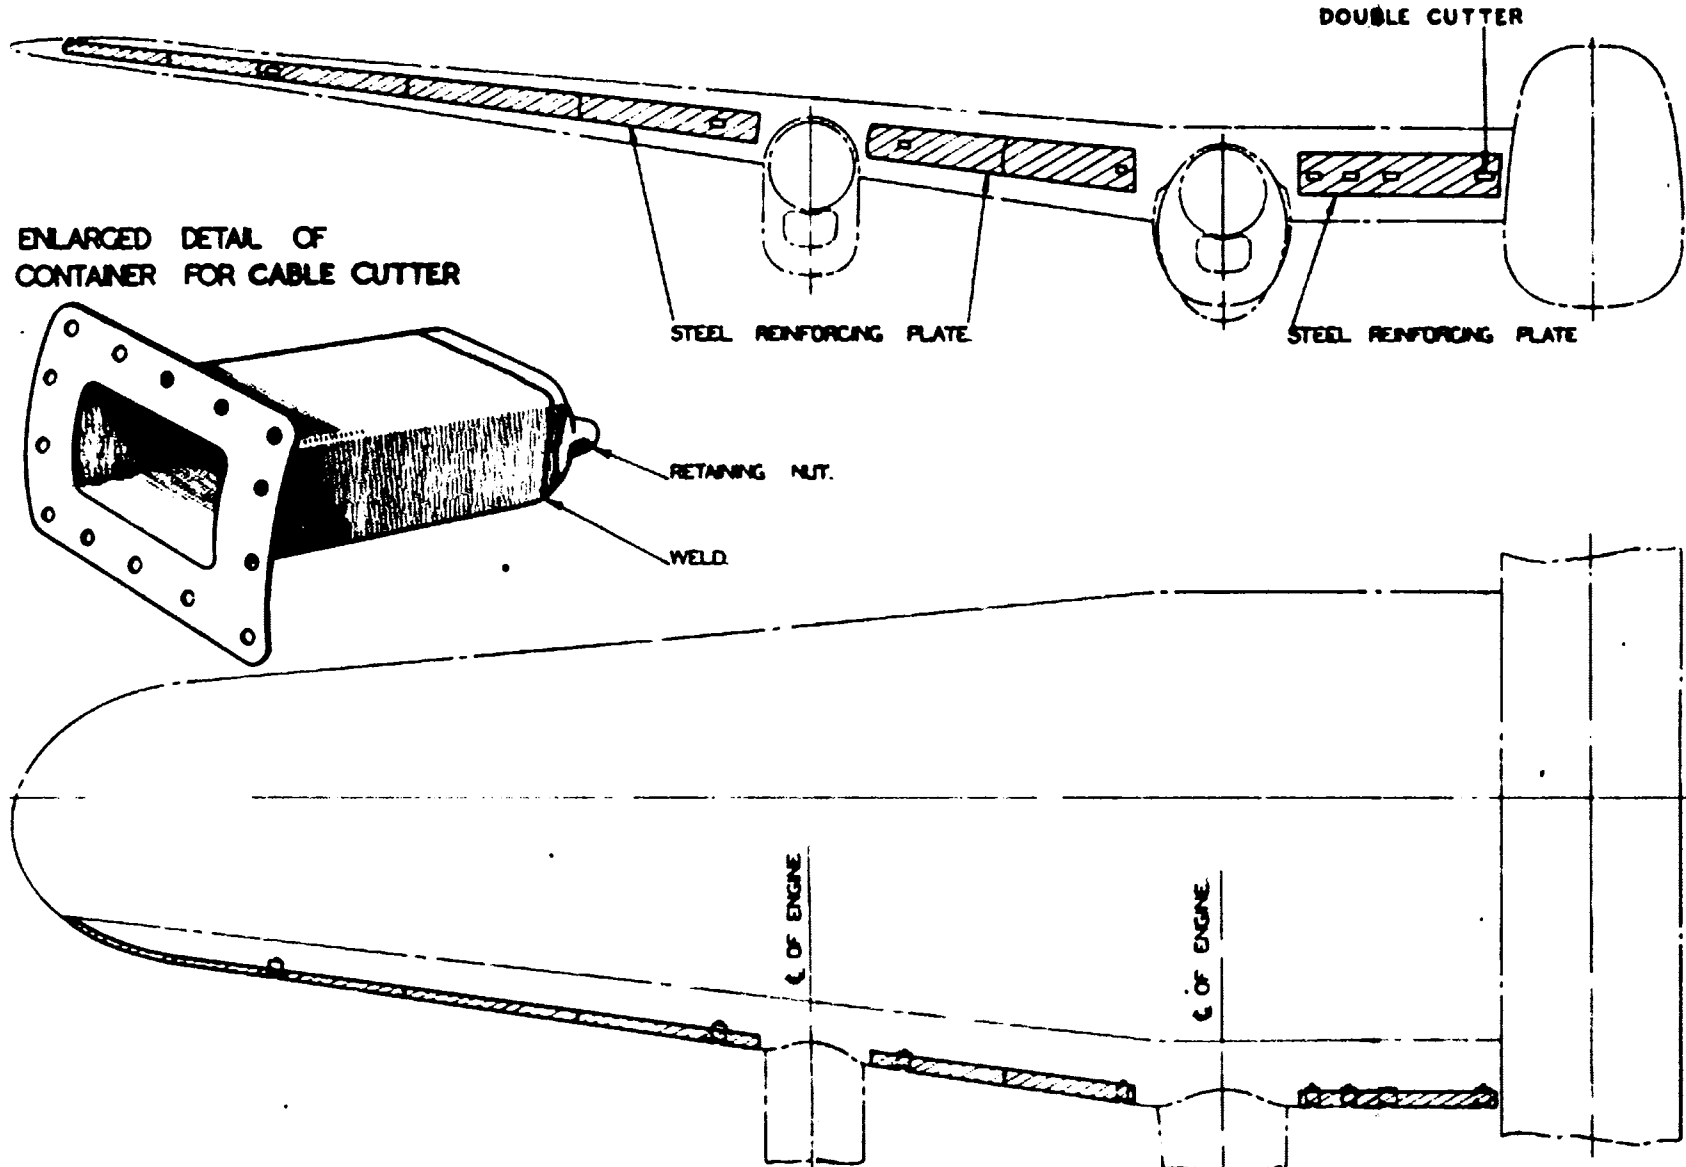 DOUBLE CUTTER
ENLARGED DETAIL OF
CONTAINER FOR CABLE CUTTER
STEEL REINFORCING PLATE
STEEL REINFORCING PLATE
RETAINING NUT.
WELD.
℄ OF ENGINE
℄ OF ENGINE